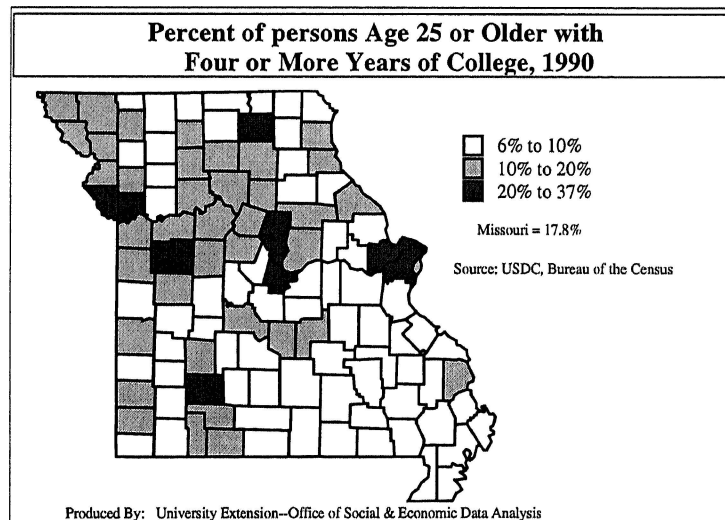 Percent of persons Age 25 or Older with
Four or More Years of College, 1990
6% to 10%
10% to 20%
20% to 37%
Missouri = 17.8%
Source: USDC, Bureau of the Census
Produced By: University Extension--Office of Social & Economic Data Analysis